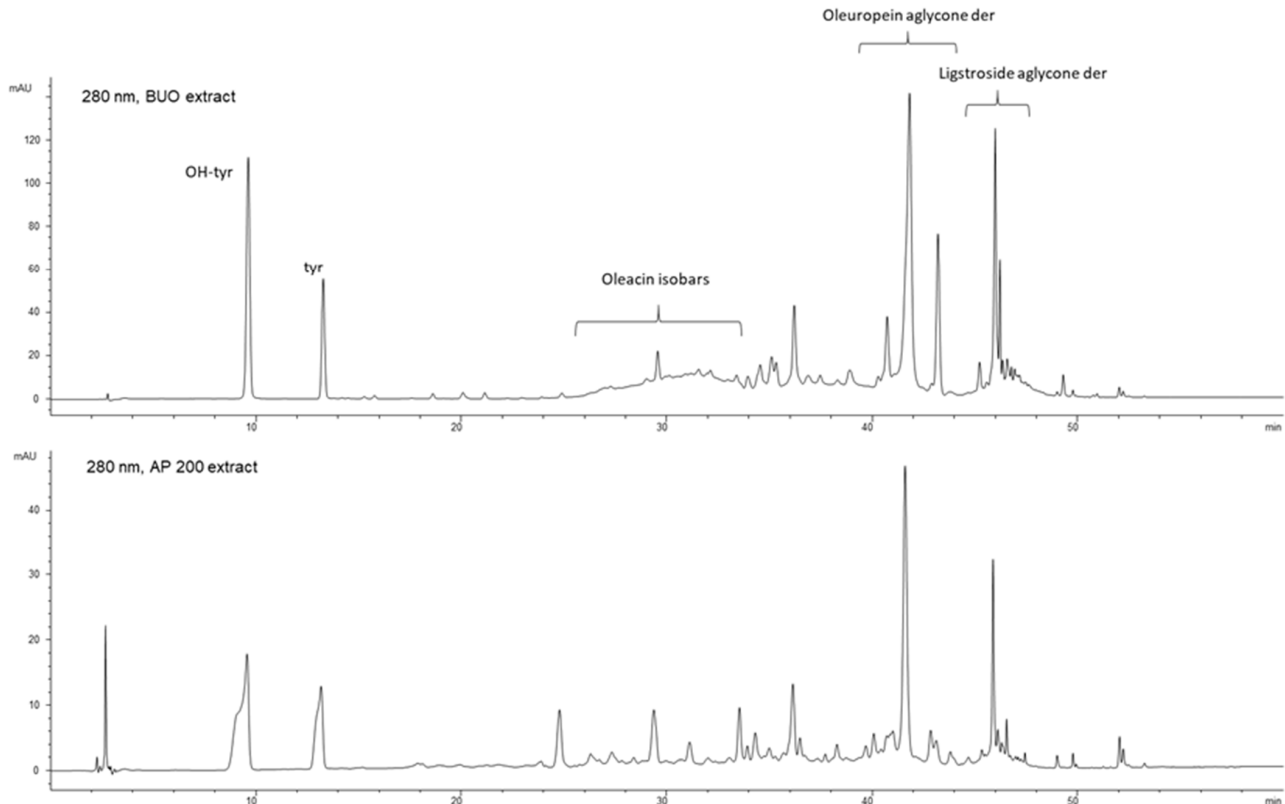 Oleuropein aglycone der
Ligstroside aglycone der
mAU
280 nm, BUO extract
120
OH-tyr
100
80
tyr
60
Oleacin isobars
40
20
0
10
20
30
40
50
min
mAU
280 nm, AP 200 extract
40
30
20
10
0
10
20
30
40
50
min